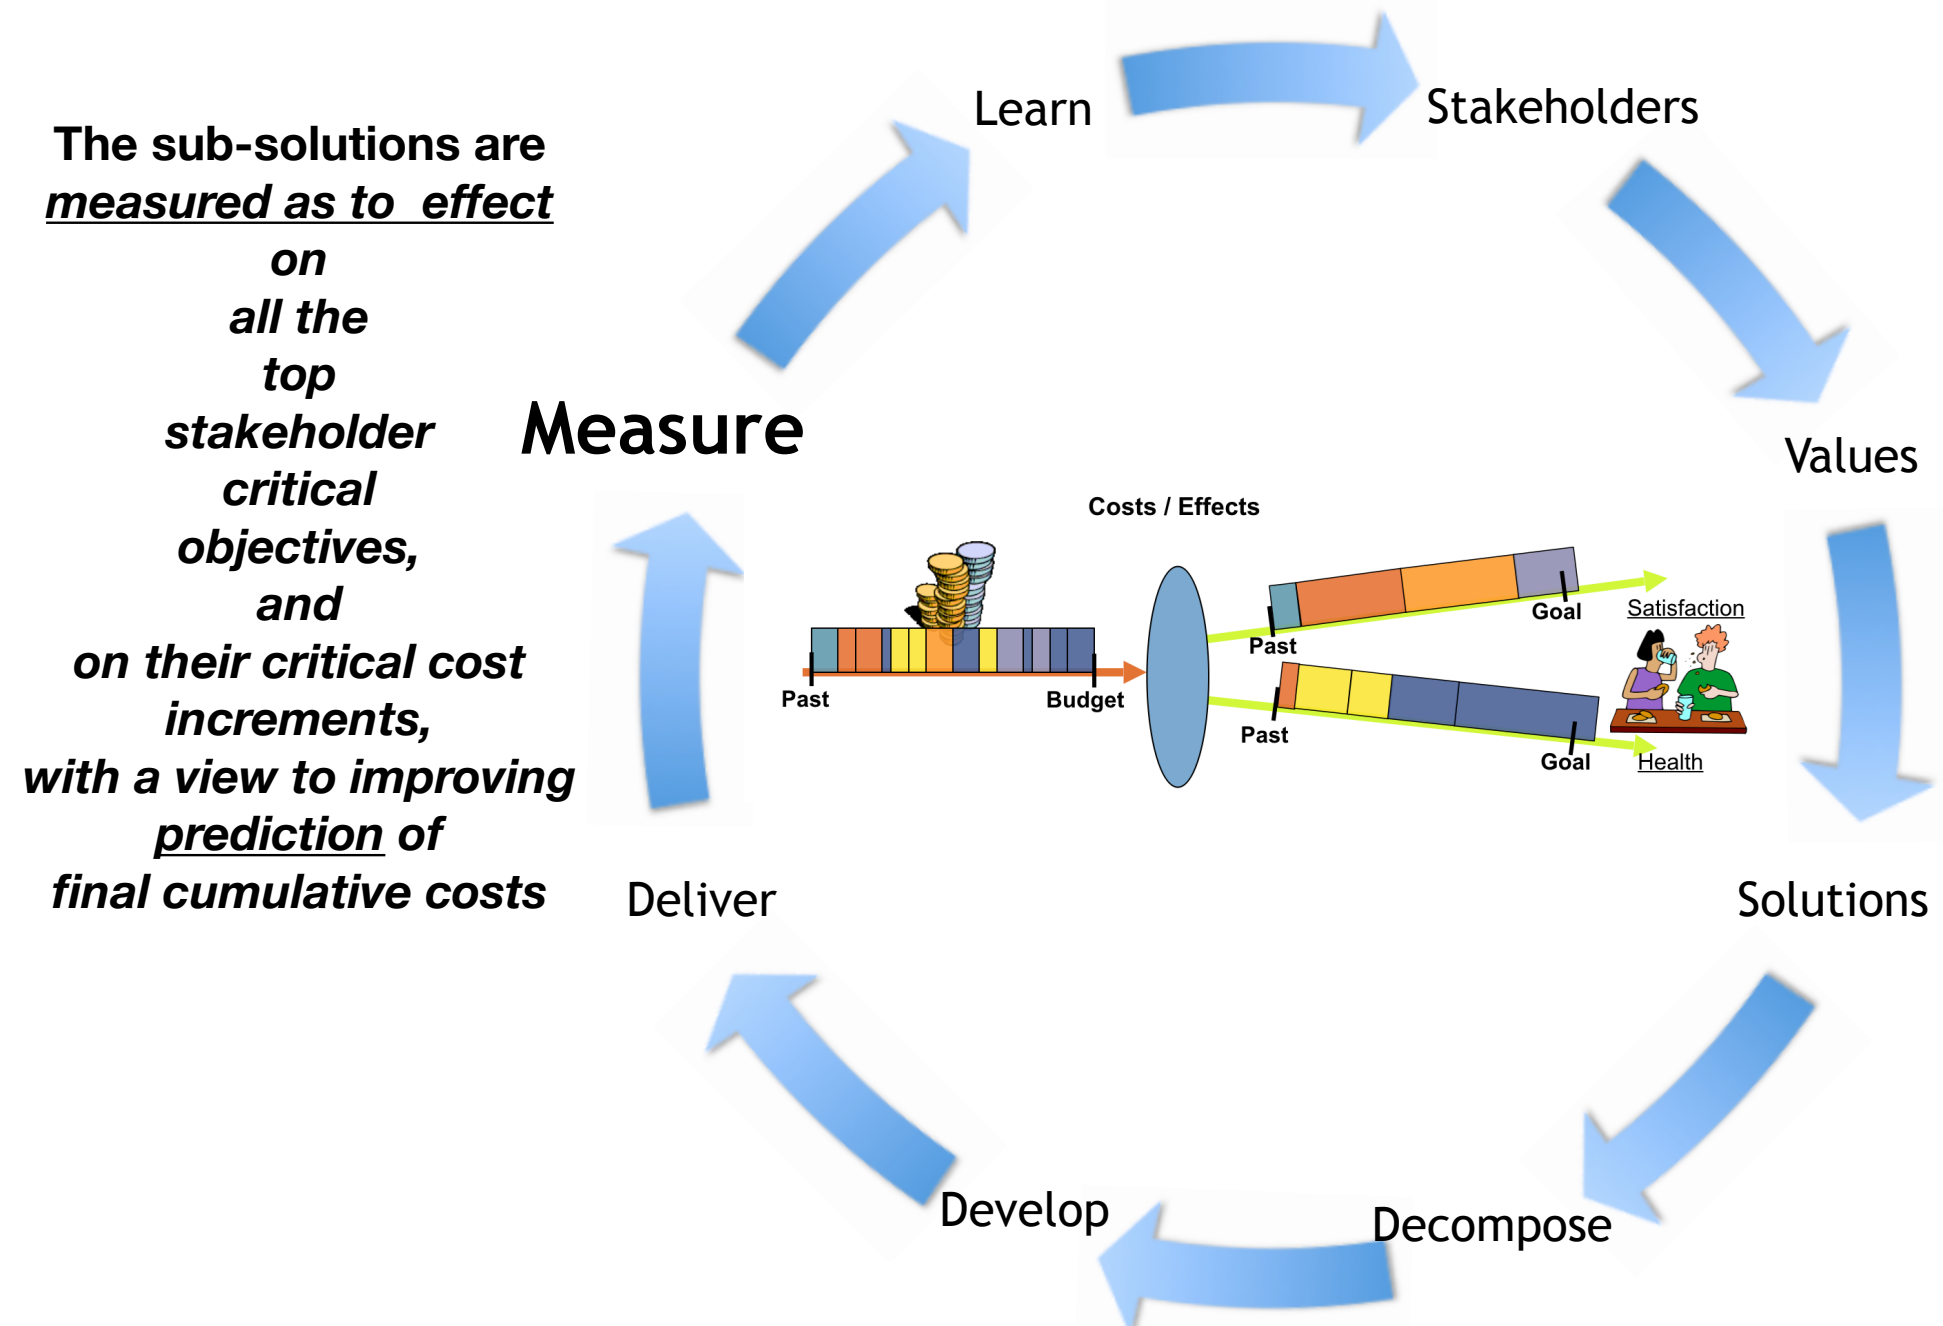 The sub-solutions are
measured as to  effect
on
all the
top
stakeholder
critical
objectives,
and
on their critical cost
increments,
with a view to improving
prediction of
final cumulative costs
Learn
Stakeholders
Values
Solutions
Decompose
Develop
Deliver
Measure
Costs / Effects
Past
Budget
Past
Goal
Satisfaction
Past
Goal
Health